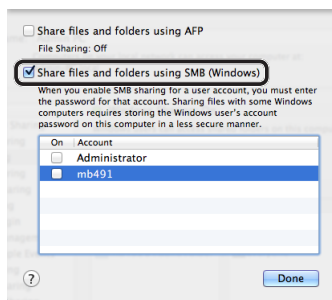 Share files and folders using AFP
File Sharing: Off
Share files and folders using SMB (Windows)
When you enable SMB sharing for a user account, you must enter
the password for that account. Sharing files with some Windows
computers requires storing the Windows user's account
password on this computer in a less secure manner.
On Account
Administrator
mb491
? Done